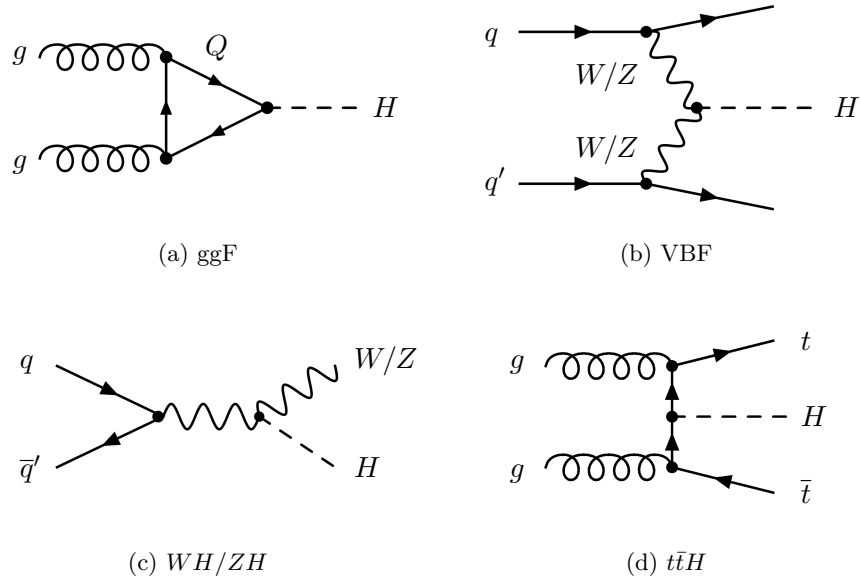 g
Q
H
g
(a) ggF
q
W/Z
H
W/Z
q′
(b) VBF
q
W/Z
q̅′
H
(c) WH/ZH
g
t
H
g
t̅
(d) tt̅H